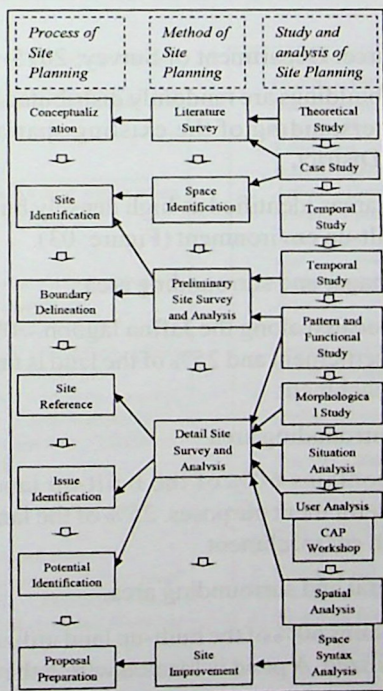 Process of
Site
Planning
Method of
Site
Planning
Study and
analysis of
Site Planning
Conceptualiz
ation
Literature
Survey
Theoretical
Study
Case Study
Site
Identification
Space
Identification
Temporal
Study
Boundary
Delineation
Preliminary
Site Survey
and Analysis
Temporal
Study
Pattern and
Functional
Study
Site
Reference
Morphologic
al Study
Detail Site
Survey and
Analysis
Situation
Analysis
Issue
Identification
User Analysis
CAP
Workshop
Potential
Identification
Spatial
Analysis
Proposal
Preparation
Site
Improvement
Space
Syntax
Analysis